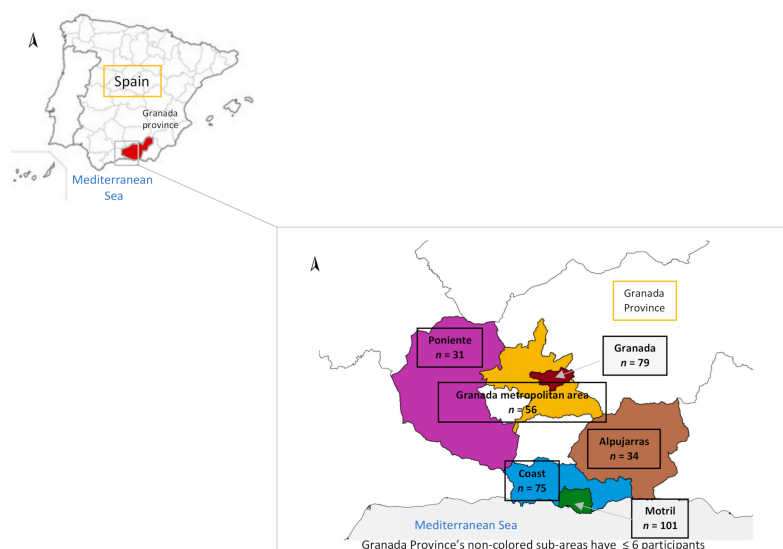 Spain
Granada
province
Mediterranean
Sea
Granada
Province
Poniente
n = 31
Granada
n = 79
Granada metropolitan area
n = 56
Alpujarras
n = 34
Coast
n = 75
Motril
n = 101
Mediterranean Sea
Granada Province's non-colored sub-areas have ≤ 6 participants